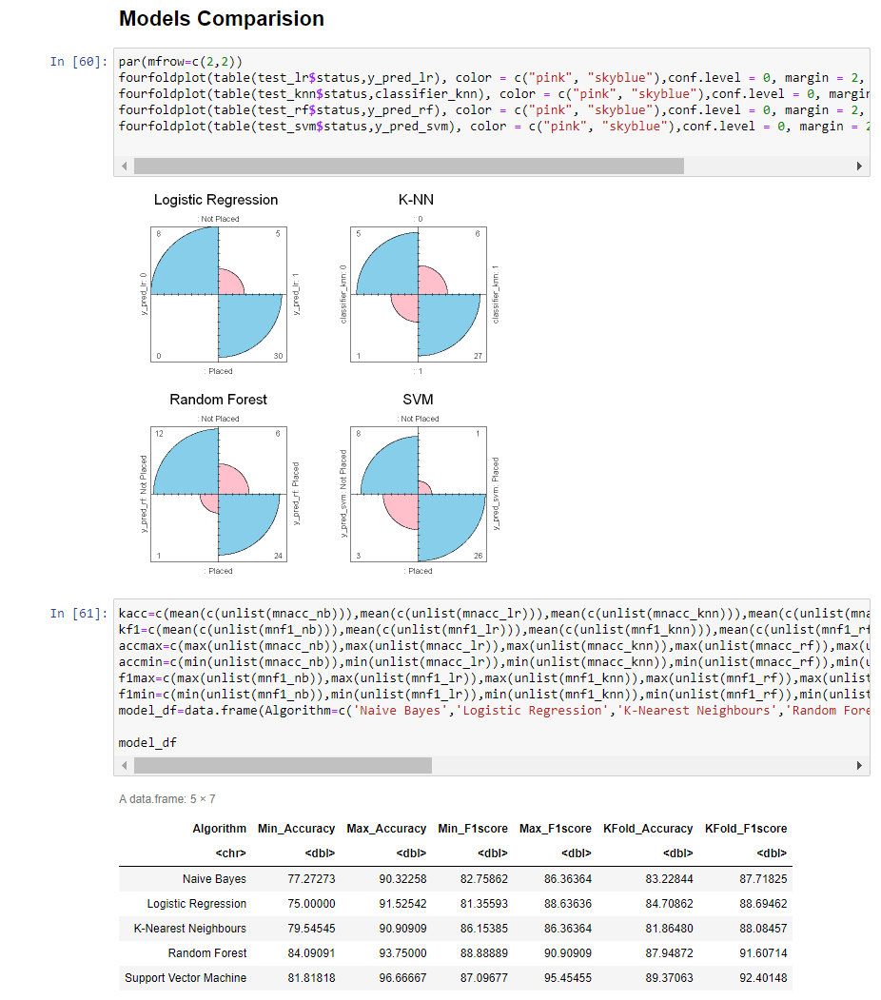 Models Comparision
In [60]:
par(mfrow=c(2,2))
fourfoldplot(table(test_lr$status,y_pred_lr), color = c("pink", "skyblue"),conf.level = 0, margin = 2,
fourfoldplot(table(test_knn$status,classifier_knn), color = c("pink", "skyblue"),conf.level = 0, margin
fourfoldplot(table(test_rf$status,y_pred_rf), color = c("pink", "skyblue"),conf.level = 0, margin = 2,
fourfoldplot(table(test_svm$status,y_pred_svm), color = c("pink", "skyblue"),conf.level = 0, margin = 2
Logistic Regression
: Not Placed
8 5
y_pred_lr: 0
y_pred_lr: 1
0 30
: Placed
K-NN
: 0
5 6
classifier_knn: 0
classifier_knn: 1
1 27
: 1
Random Forest
: Not Placed
12 6
y_pred_rf: Not Placed
y_pred_rf: Placed
1 24
: Placed
SVM
: Not Placed
8 1
y_pred_svm: Not Placed
y_pred_svm: Placed
3 26
: Placed
In [61]:
kacc=c(mean(c(unlist(mnacc_nb))),mean(c(unlist(mnacc_lr))),mean(c(unlist(mnacc_knn))),mean(c(unlist(mna
kf1=c(mean(c(unlist(mnf1_nb))),mean(c(unlist(mnf1_lr))),mean(c(unlist(mnf1_knn))),mean(c(unlist(mnf1_rf
accmax=c(max(unlist(mnacc_nb)),max(unlist(mnacc_lr)),max(unlist(mnacc_knn)),max(unlist(mnacc_rf)),max(u
accmin=c(min(unlist(mnacc_nb)),min(unlist(mnacc_lr)),min(unlist(mnacc_knn)),min(unlist(mnacc_rf)),min(u
f1max=c(max(unlist(mnf1_nb)),max(unlist(mnf1_lr)),max(unlist(mnf1_knn)),max(unlist(mnf1_rf)),max(unlist
f1min=c(min(unlist(mnf1_nb)),min(unlist(mnf1_lr)),min(unlist(mnf1_knn)),min(unlist(mnf1_rf)),min(unlist
model_df=data.frame(Algorithm=c('Naive Bayes','Logistic Regression','K-Nearest Neighbours','Random Fore
model_df
A data.frame: 5 × 7
Algorithm Min_Accuracy Max_Accuracy Min_F1score Max_F1score KFold_Accuracy KFold_F1score
<chr> <dbl> <dbl> <dbl> <dbl> <dbl> <dbl>
Naive Bayes 77.27273 90.32258 82.75862 86.36364 83.22844 87.71825
Logistic Regression 75.00000 91.52542 81.35593 88.63636 84.70862 88.69462
K-Nearest Neighbours 79.54545 90.90909 86.15385 86.36364 81.86480 88.08457
Random Forest 84.09091 93.75000 88.88889 90.90909 87.94872 91.60714
Support Vector Machine 81.81818 96.66667 87.09677 95.45455 89.37063 92.40148